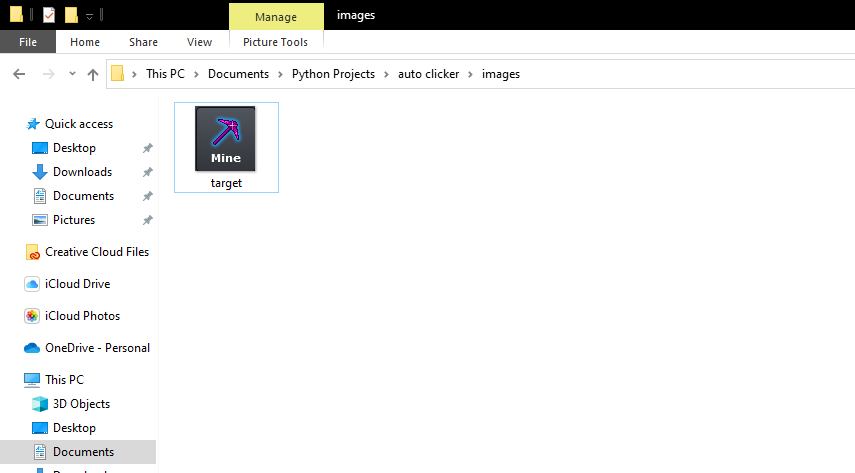 Manage
images
File
Home
Share
View
Picture Tools
This PC
Documents
Python Projects
auto clicker
images
Quick access
Desktop
Downloads
Documents
Pictures
Creative Cloud Files
iCloud Drive
iCloud Photos
OneDrive - Personal
This PC
3D Objects
Desktop
Documents
Mine
target